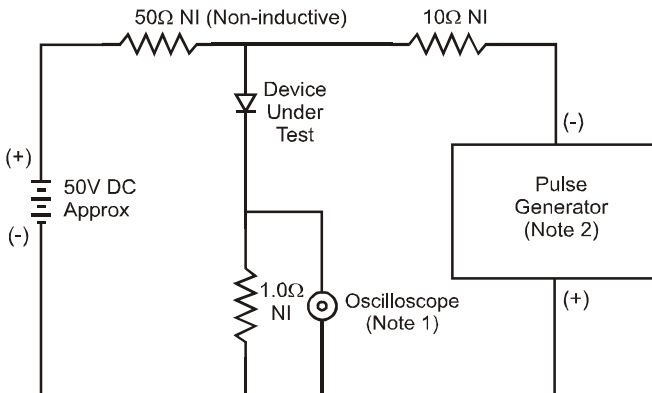 50Ω NI (Non-inductive)
10Ω NI
Device
Under
Test
(-)
(+)
50V DC
Approx
(-)
Pulse
Generator
(Note 2)
1.0Ω
NI
Oscilloscope
(Note 1)
(+)